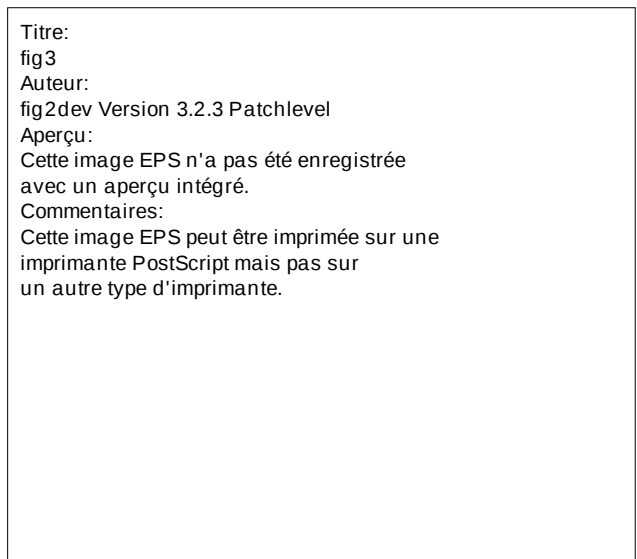 Titre:
fig3
Auteur:
fig2dev Version 3.2.3 Patchlevel
Aperçu:
Cette image EPS n'a pas été enregistrée
avec un aperçu intégré.
Commentaires:
Cette image EPS peut être imprimée sur une
imprimante PostScript mais pas sur
un autre type d'imprimante.